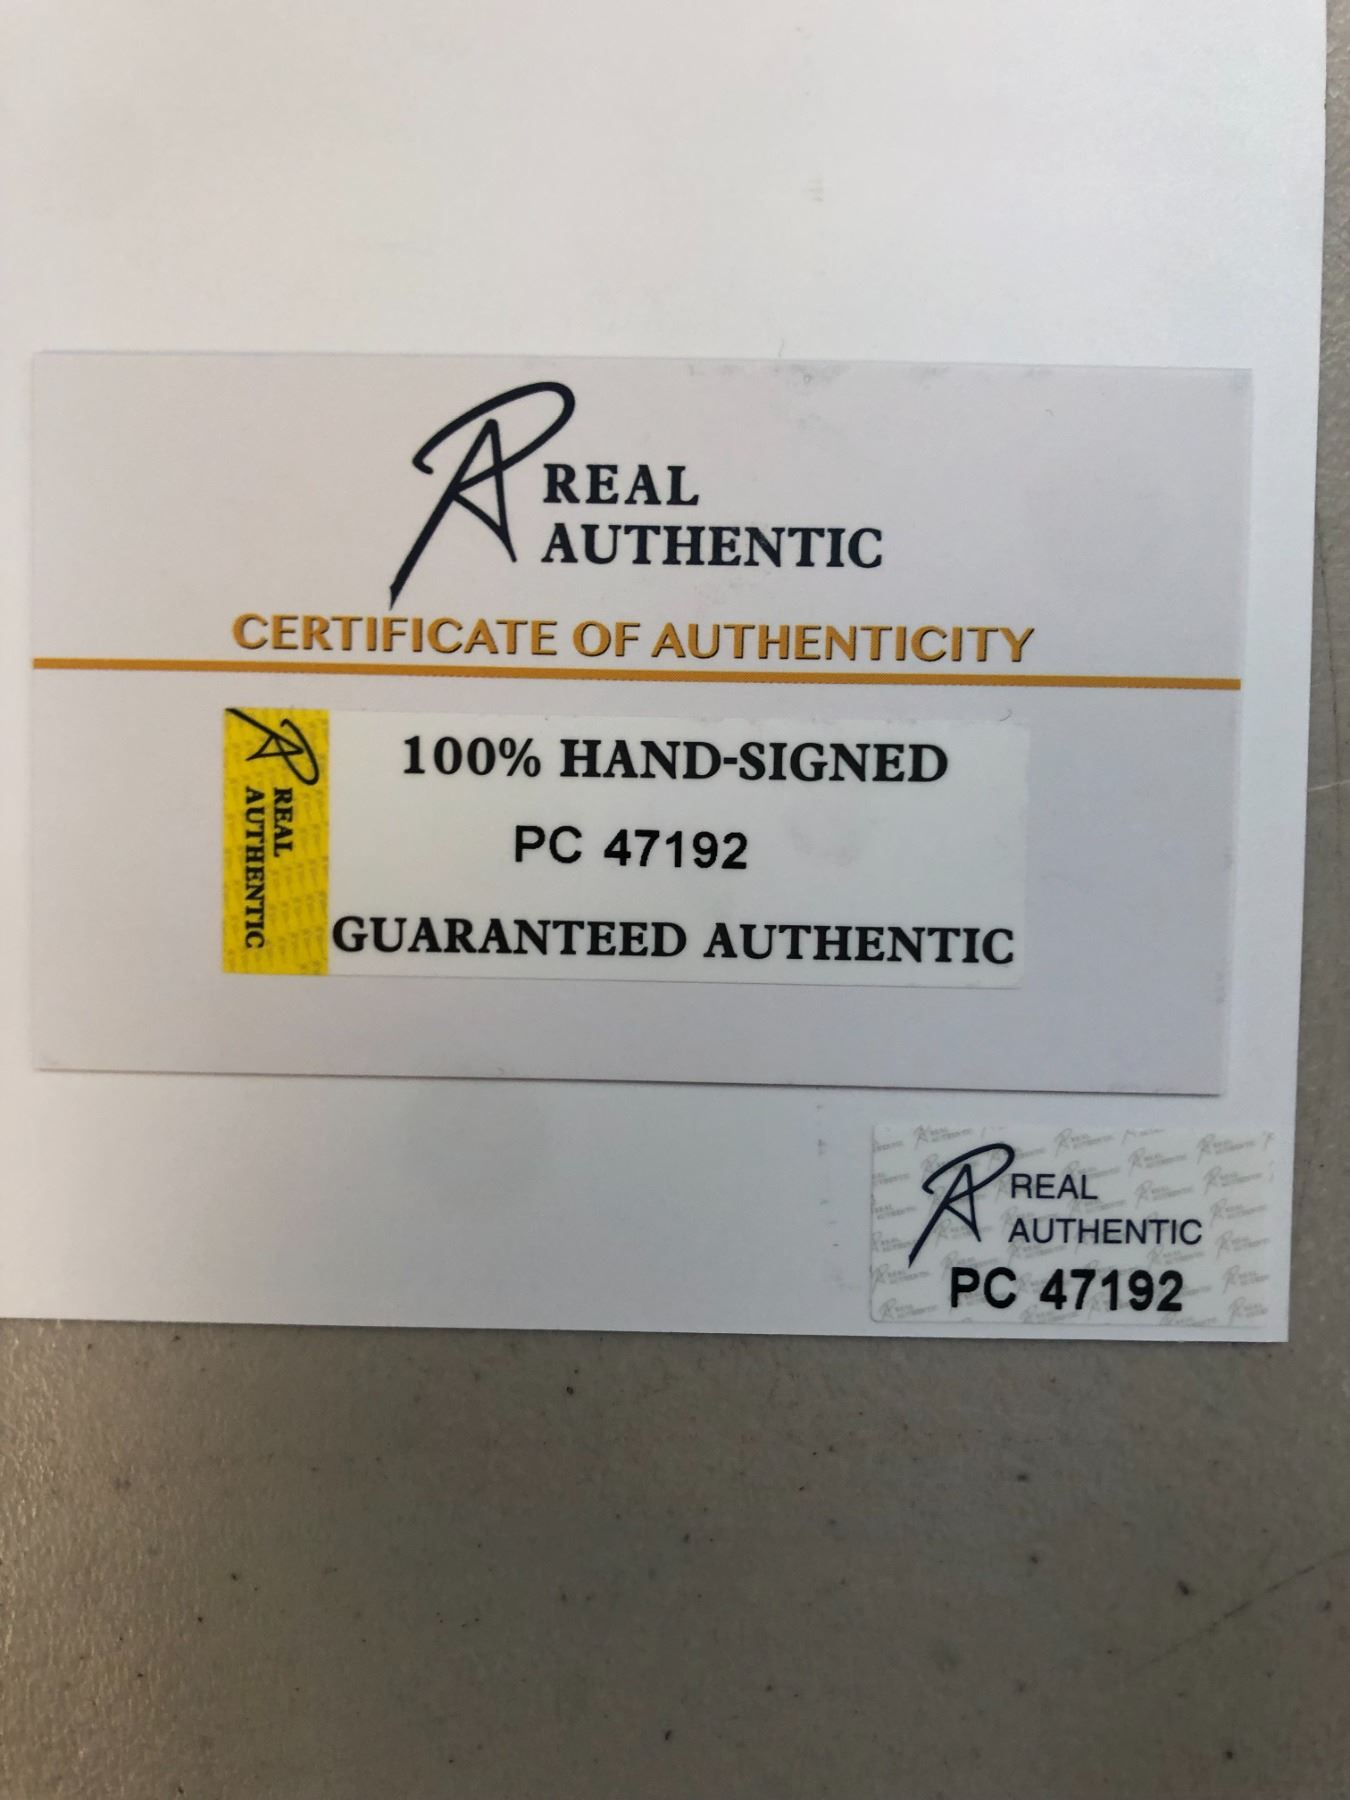 REAL
AUTHENTIC
CERTIFICATE OF AUTHENTICITY
REAL
AUTHENTIC
100% HAND-SIGNED
PC 47192
GUARANTEED AUTHENTIC
REAL
AUTHENTIC
PC 47192